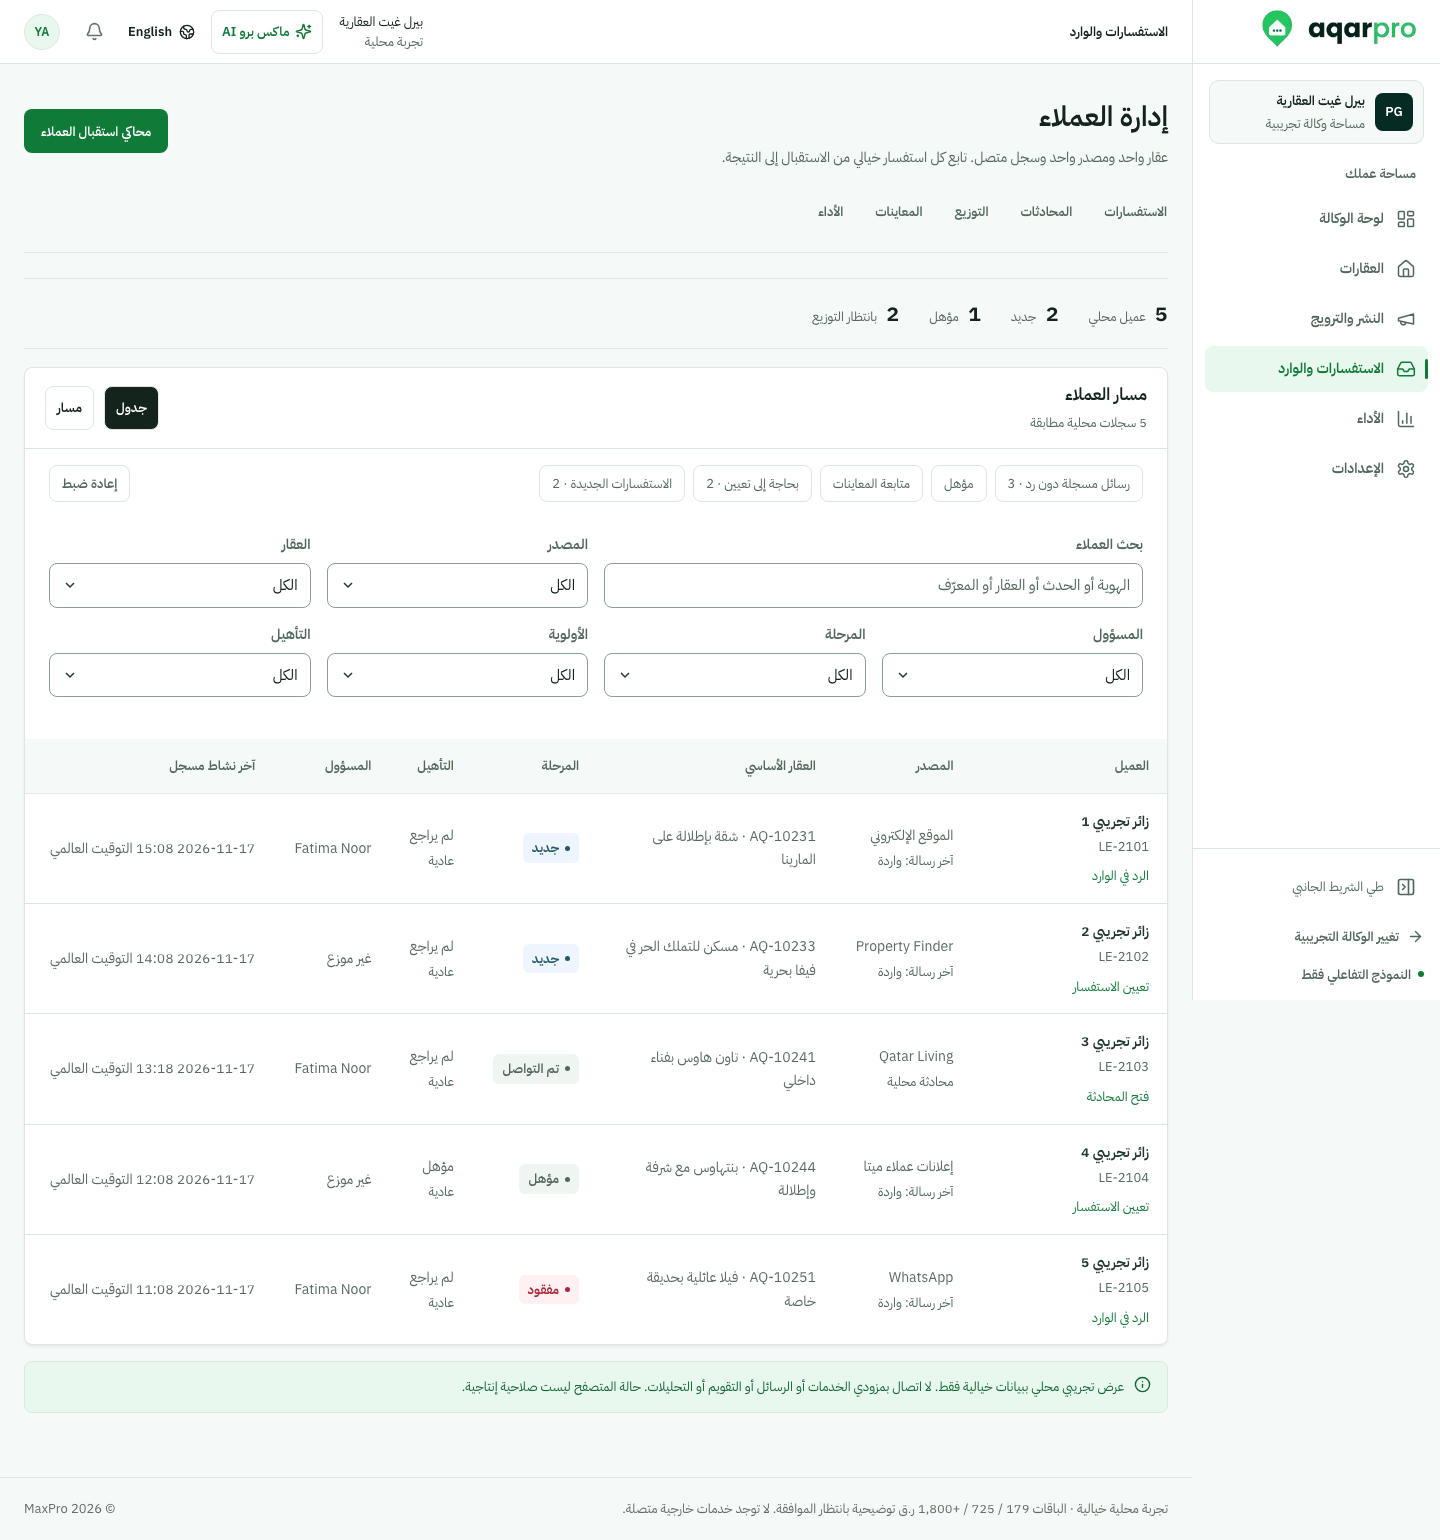 aqarpro
الاستفسارات والوارد
بيرل غيت العقارية
تجربة محلية
ماكس برو AI
English
YA
PG
بيرل غيت العقارية
مساحة وكالة تجريبية
مساحة عملك
لوحة الوكالة
العقارات
النشر والترويج
الاستفسارات والوارد
الأداء
الإعدادات
طي الشريط الجانبي
تغيير الوكالة التجريبية
النموذج التفاعلي فقط
إدارة العملاء
محاكي استقبال العملاء
عقار واحد ومصدر واحد وسجل متصل. تابع كل استفسار خيالي من الاستقبال إلى النتيجة.
الاستفسارات المحادثات التوزيع المعاينات الأداء
5 عميل محلي 2 جديد 1 مؤهل 2 بانتظار التوزيع
مسار العملاء
5 سجلات محلية مطابقة
جدول مسار
رسائل مسجلة دون رد · 3 مؤهل متابعة المعاينات بحاجة إلى تعيين · 2 الاستفسارات الجديدة · 2 إعادة ضبط
بحث العملاء المصدر العقار
الهوية أو الحدث أو العقار أو المعرّف الكل الكل
المسؤول المرحلة الأولوية التأهيل
الكل الكل الكل الكل
العميل المصدر العقار الأساسي المرحلة التأهيل المسؤول آخر نشاط مسجل
زائر تجريبي 1
LE-2101
الرد في الوارد
الموقع الإلكتروني
آخر رسالة: واردة
AQ-10231 · شقة بإطلالة على
المارينا
جديد
لم يراجع
عادية
Fatima Noor
2026-11-17 15:08 التوقيت العالمي
زائر تجريبي 2
LE-2102
تعيين الاستفسار
Property Finder
آخر رسالة: واردة
AQ-10233 · مسكن للتملك الحر في
فيفا بحرية
جديد
لم يراجع
عادية
غير موزع
2026-11-17 14:08 التوقيت العالمي
زائر تجريبي 3
LE-2103
فتح المحادثة
Qatar Living
محادثة محلية
AQ-10241 · تاون هاوس بفناء
داخلي
تم التواصل
لم يراجع
عادية
Fatima Noor
2026-11-17 13:18 التوقيت العالمي
زائر تجريبي 4
LE-2104
تعيين الاستفسار
إعلانات عملاء ميتا
آخر رسالة: واردة
AQ-10244 · بنتهاوس مع شرفة
وإطلالة
مؤهل
مؤهل
عادية
غير موزع
2026-11-17 12:08 التوقيت العالمي
زائر تجريبي 5
LE-2105
الرد في الوارد
WhatsApp
آخر رسالة: واردة
AQ-10251 · فيلا عائلية بحديقة
خاصة
مفقود
لم يراجع
عادية
Fatima Noor
2026-11-17 11:08 التوقيت العالمي
عرض تجريبي محلي ببيانات خيالية فقط. لا اتصال بمزودي الخدمات أو الرسائل أو التقويم أو التحليلات. حالة المتصفح ليست صلاحية إنتاجية.
تجربة محلية خيالية · الباقات 179 / 725 / +1,800 ر.ق توضيحية بانتظار الموافقة. لا توجد خدمات خارجية متصلة.
© 2026 MaxPro